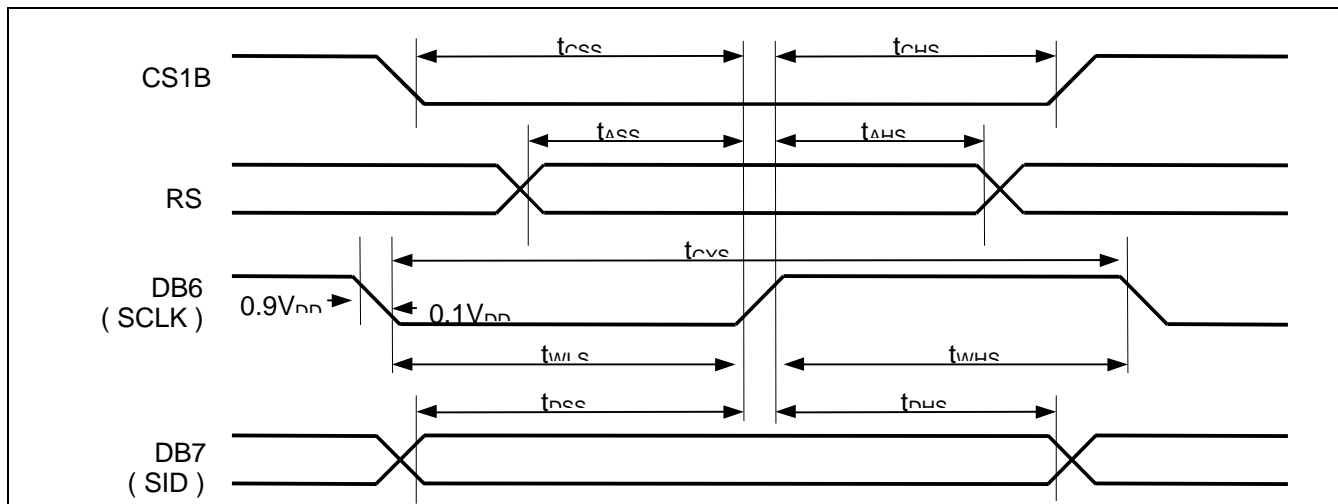 tCSS tCHS
CS1B
tASS tAHS
RS
tCYS
DB6
( SCLK )
0.9VDD
0.1VDD
tWLS tWHS
tDSS tDHS
DB7
( SID )